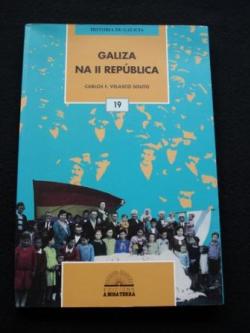 HISTORIA DE GALICIA
GALIZA
NA II REPÚBLICA
CARLOS F. VELASCO SOUTO
19
A NOSA TERRA